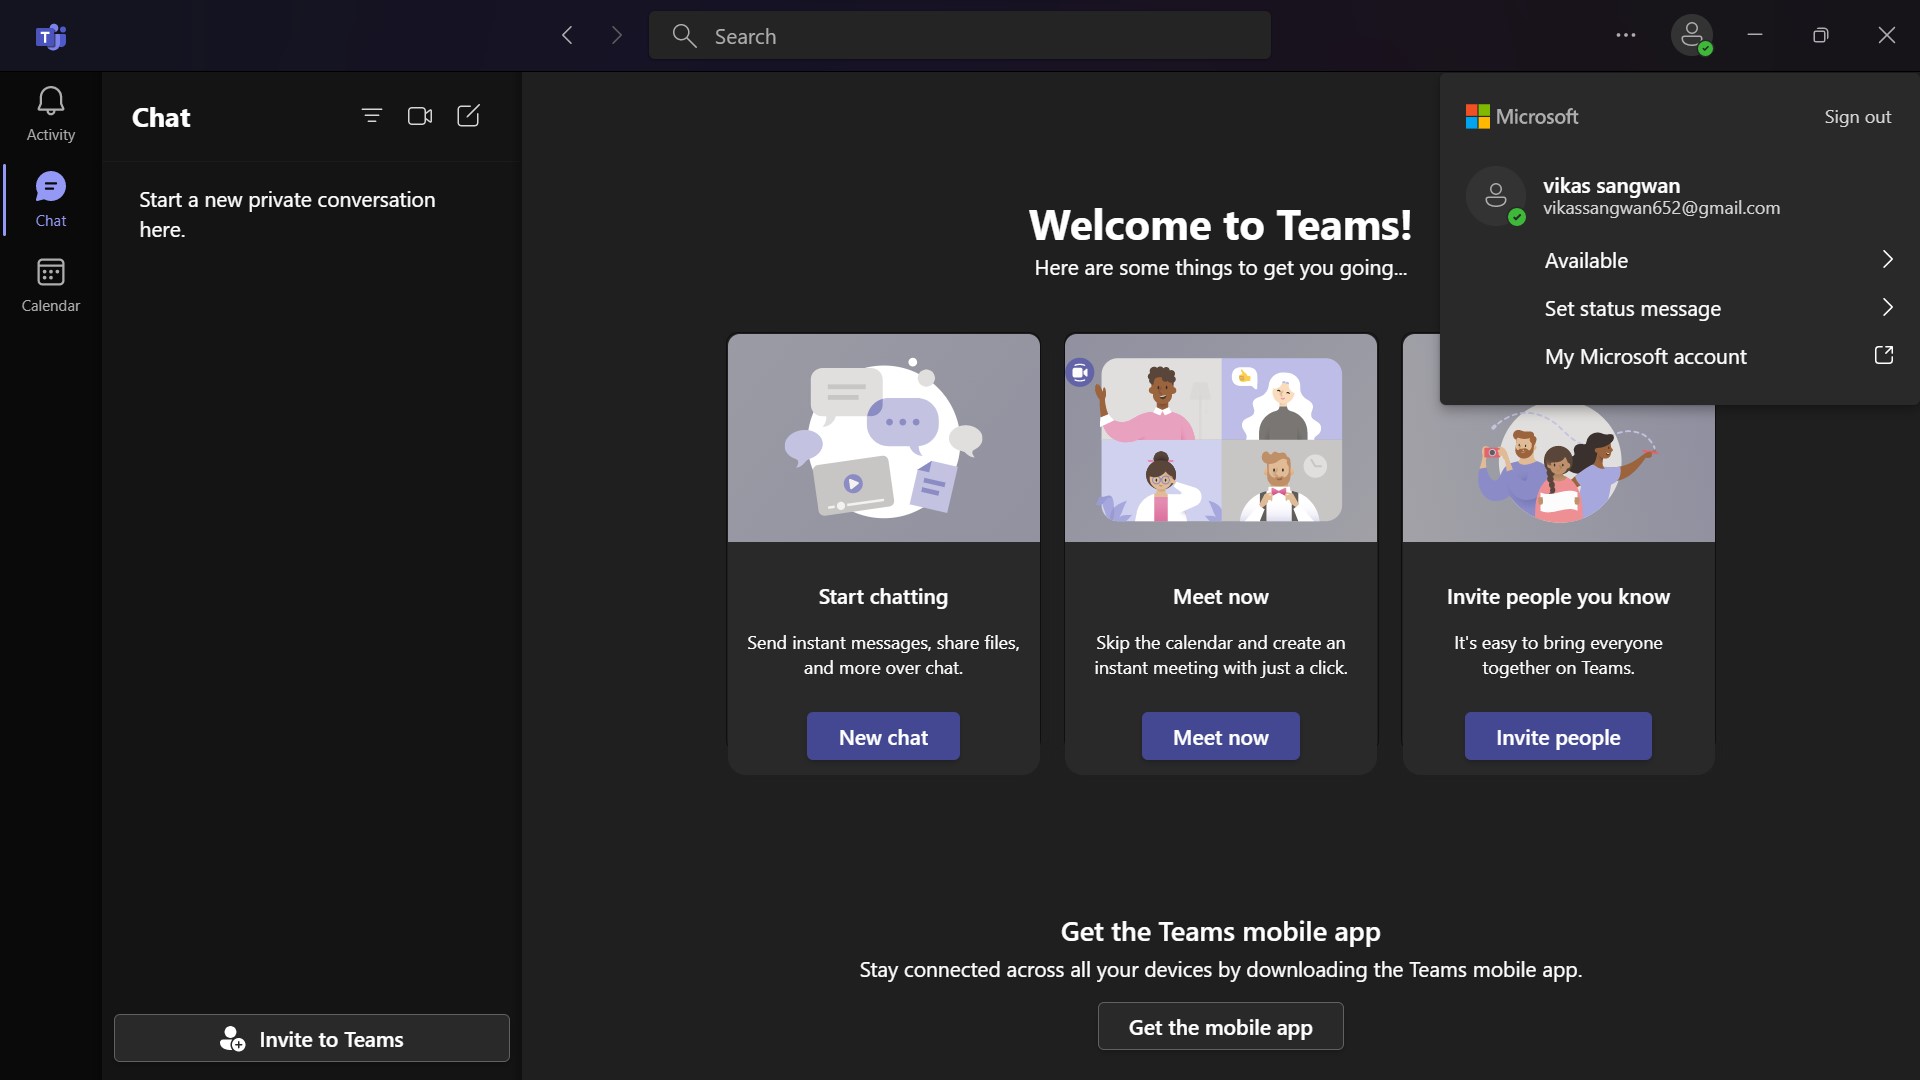 Search
Activity
Chat
Calendar
Chat
Start a new private conversation
here.
Invite to Teams
Welcome to Teams!
Here are some things to get you going...
Start chatting
Send instant messages, share files,
and more over chat.
New chat
Meet now
Skip the calendar and create an
instant meeting with just a click.
Meet now
Invite people you know
It's easy to bring everyone
together on Teams.
Invite people
Get the Teams mobile app
Stay connected across all your devices by downloading the Teams mobile app.
Get the mobile app
Microsoft
Sign out
vikas sangwan
vikassangwan652@gmail.com
Available
Set status message
My Microsoft account